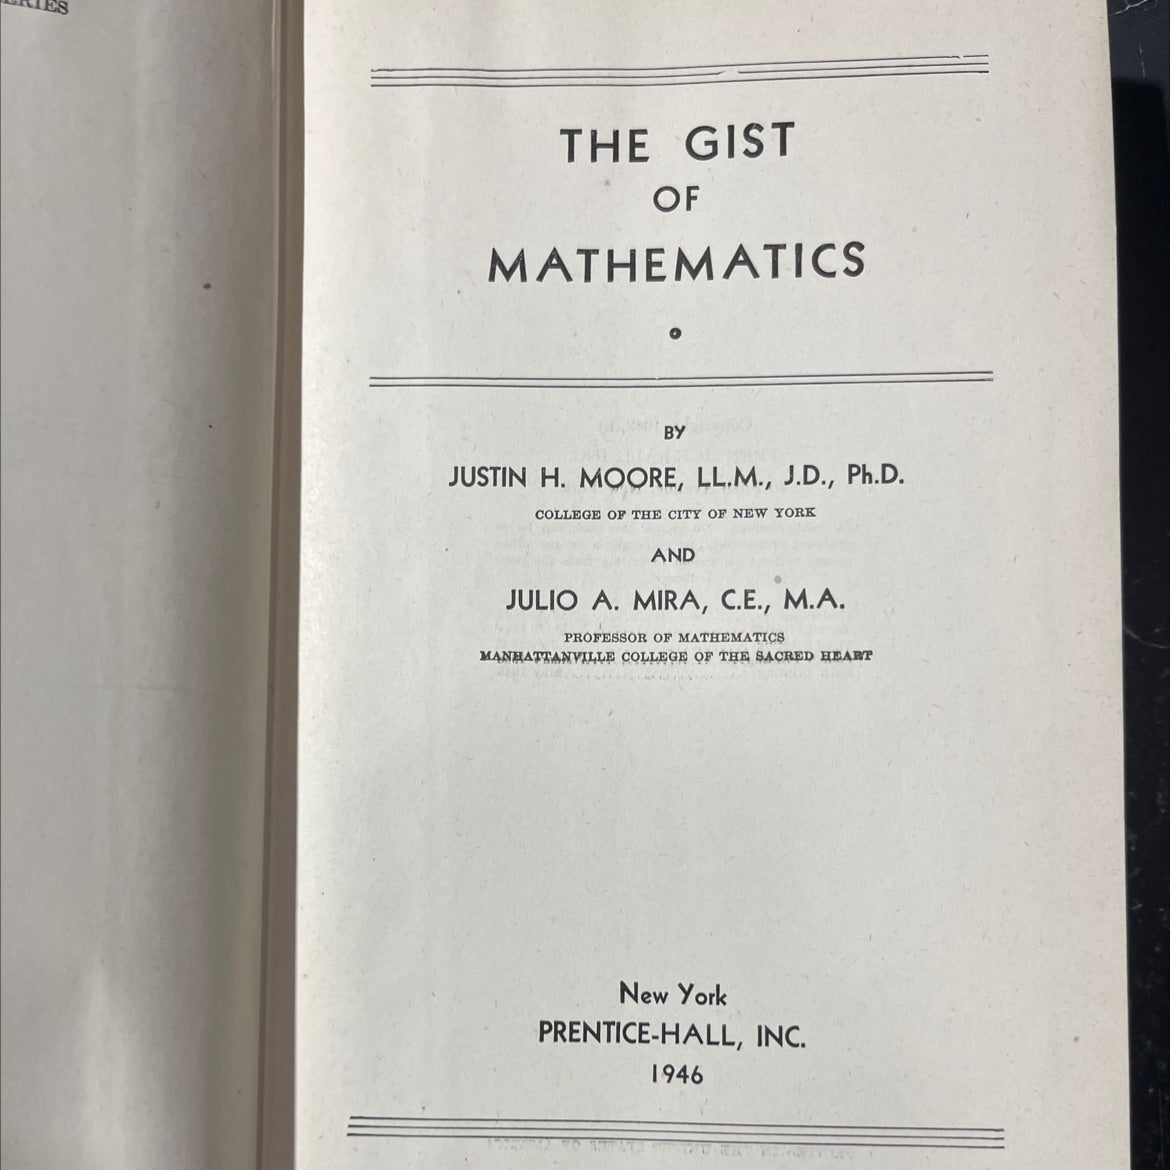 THE GIST
OF
MATHEMATICS
BY
JUSTIN H. MOORE, LL.M., J.D., Ph.D.
COLLEGE OF THE CITY OF NEW YORK
AND
JULIO A. MIRA, C.E., M.A.
PROFESSOR OF MATHEMATICS
MANHATTANVILLE COLLEGE OF THE SACRED HEART
New York
PRENTICE-HALL, INC.
1946